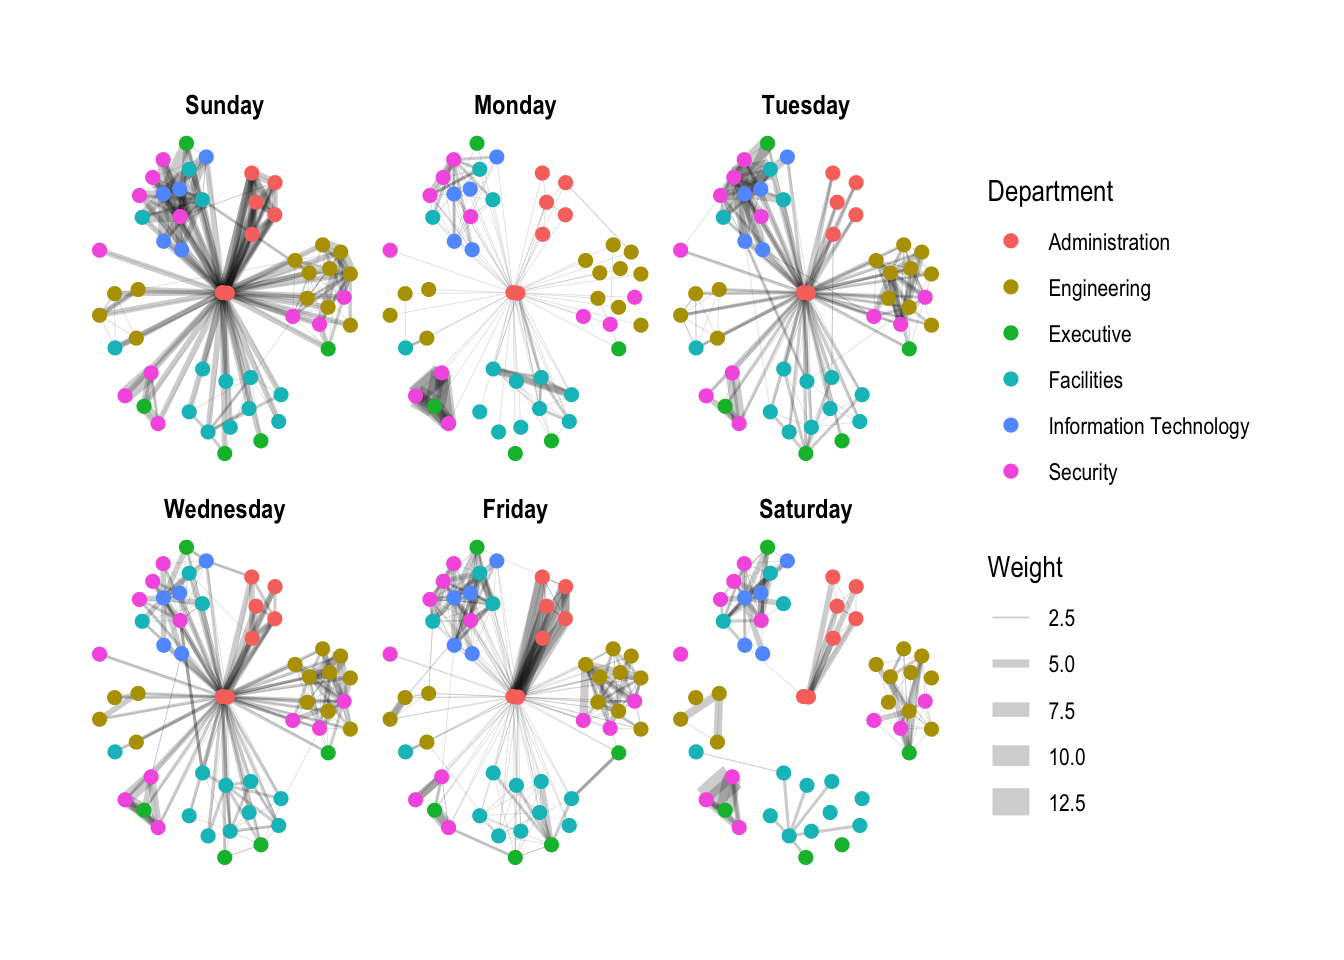 Sunday
Monday
Tuesday
Wednesday
Friday
Saturday
Department
Administration
Engineering
Executive
Facilities
Information Technology
Security
Weight
2.5
5.0
7.5
10.0
12.5